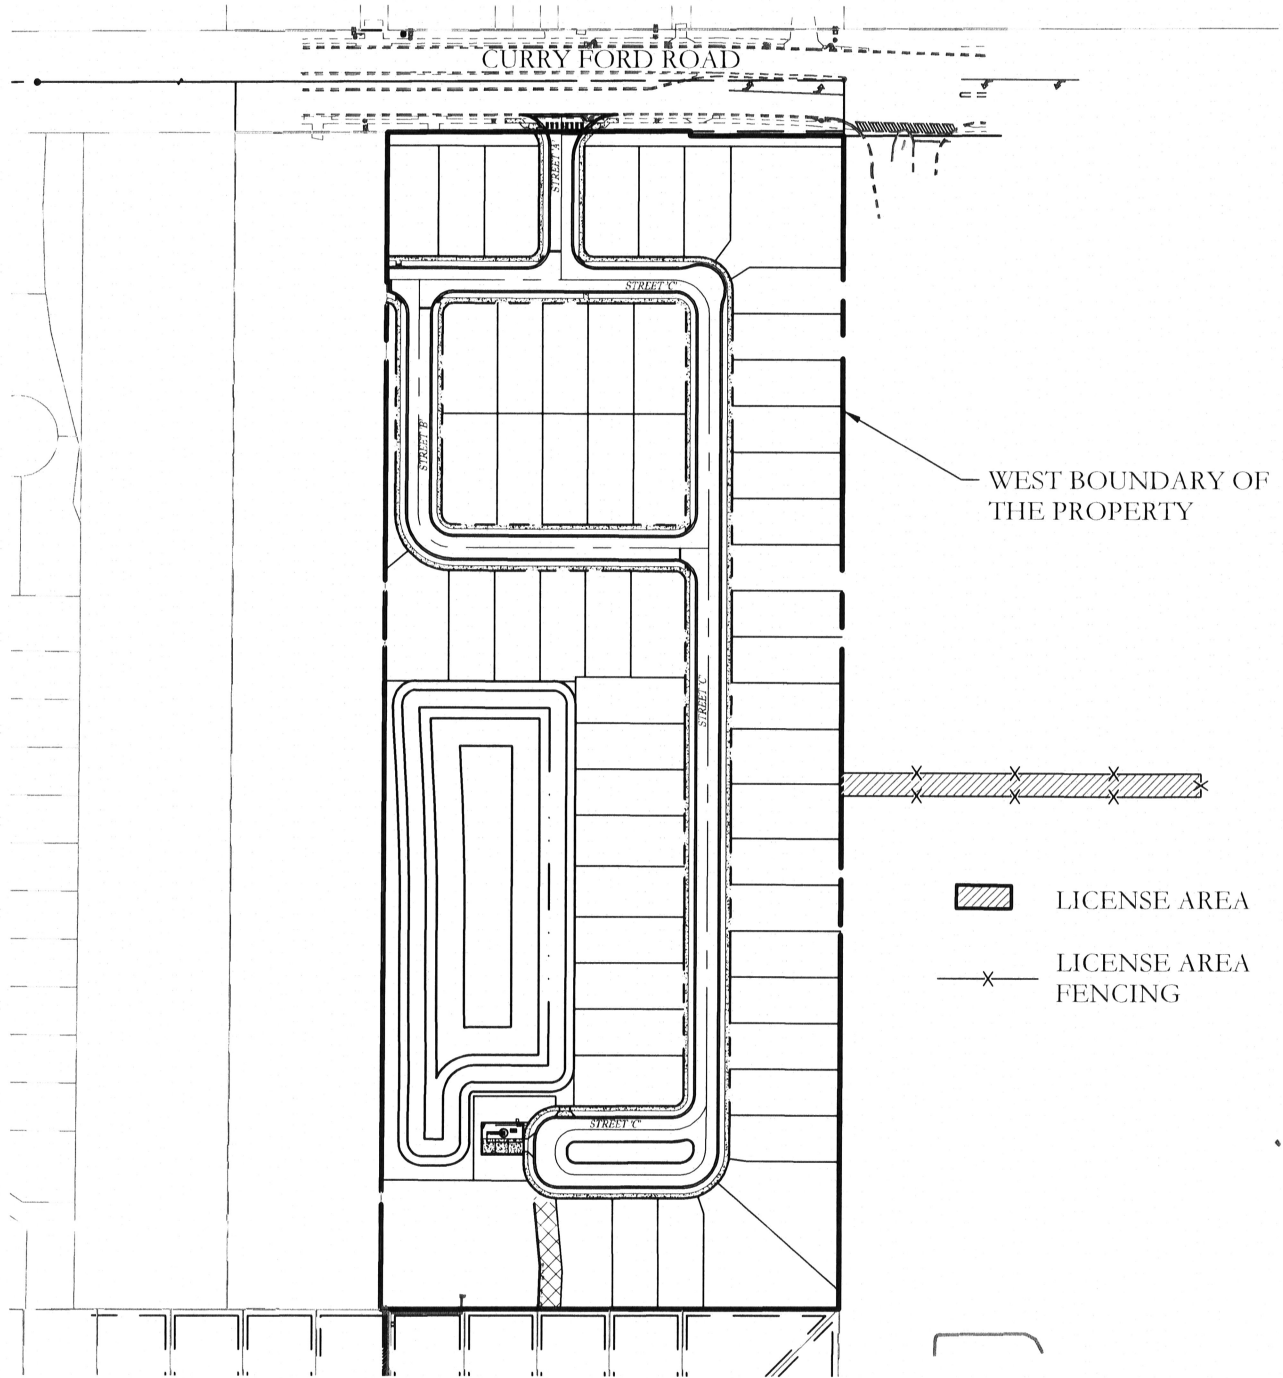 CURRY FORD ROAD
STREET 'A'
STREET 'C'
STREET 'B'
WEST BOUNDARY OF
THE PROPERTY
STREET 'C'
LICENSE AREA
LICENSE AREA
FENCING
STREET 'C'